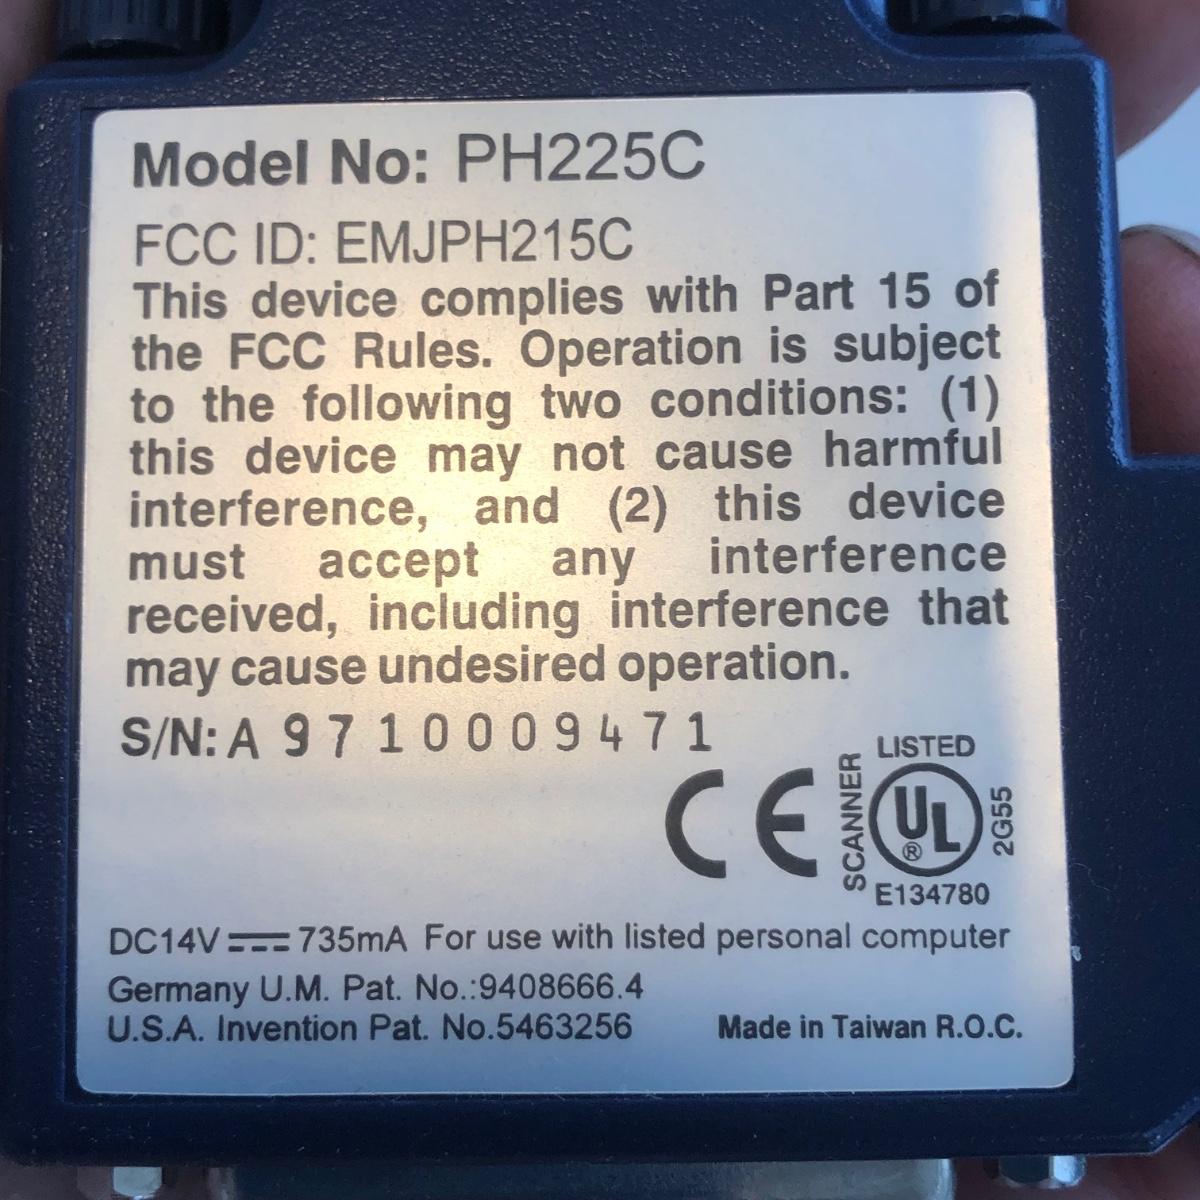 Model No: PH225C
FCC ID: EMJPH215C
This device complies with Part 15 of
the FCC Rules. Operation is subject
to the following two conditions: (1)
this device may not cause harmful
interference, and (2) this device
must accept any interference
received, including interference that
may cause undesired operation.
S/N: A 9710009471
CE
LISTED
SCANNER
UL
®
2G55
E134780
DC14V ⎓ 735mA For use with listed personal computer
Germany U.M. Pat. No.:9408666.4
U.S.A. Invention Pat. No.5463256
Made in Taiwan R.O.C.